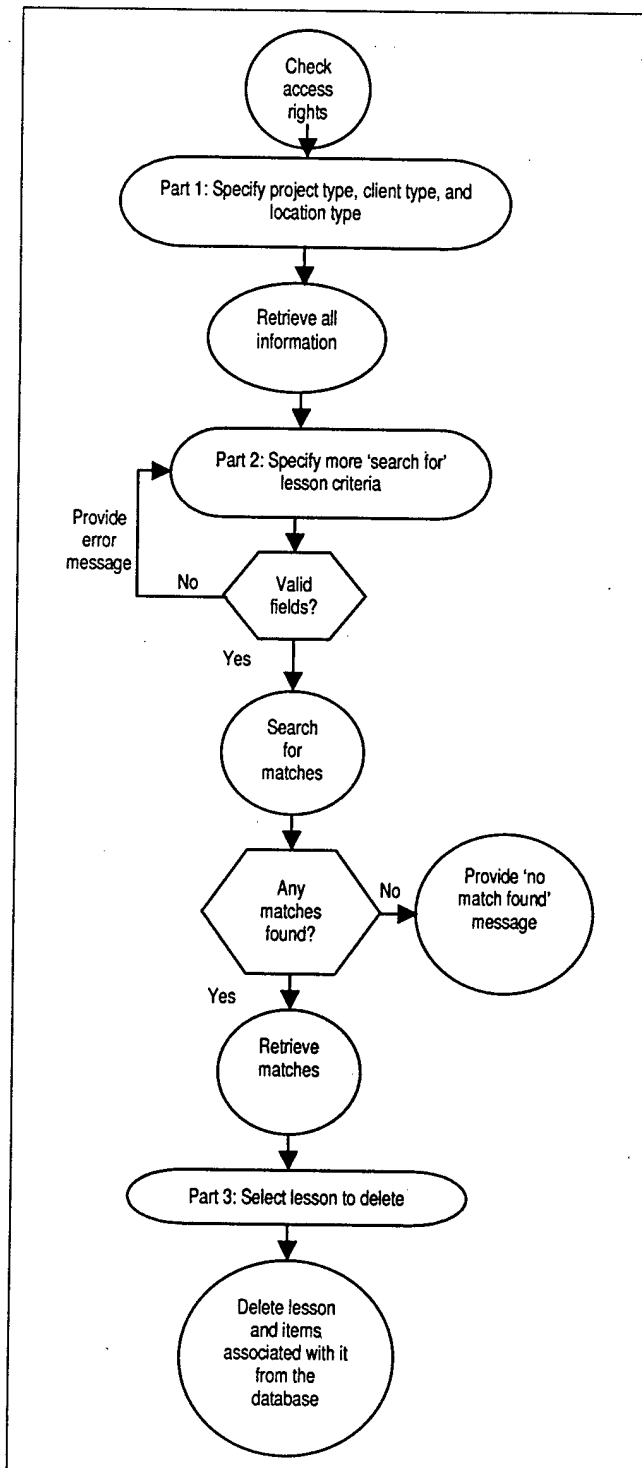 Check
access
rights
Part 1: Specify project type, client type, and
location type
Retrieve all
information
Part 2: Specify more 'search for'
lesson criteria
Provide
error
message
No
Valid
fields?
Yes
Search
for
matches
Any
matches
found?
No
Provide 'no
match found'
message
Yes
Retrieve
matches
Part 3: Select lesson to delete
Delete lesson
and items
associated with it
from the
database